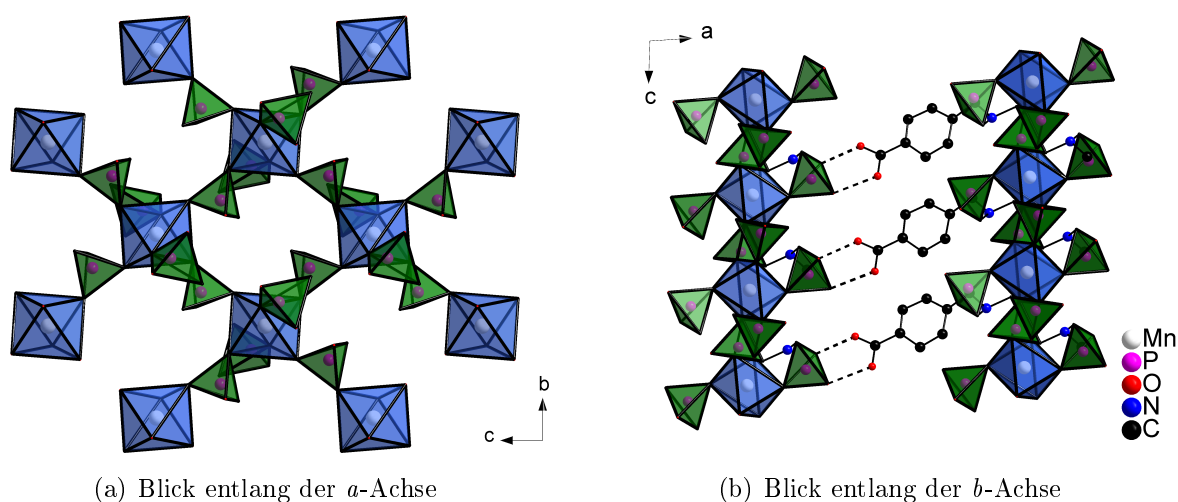 a
c
b
c
Mn
P
O
N
C
(a) Blick entlang der a-Achse
(b) Blick entlang der b-Achse